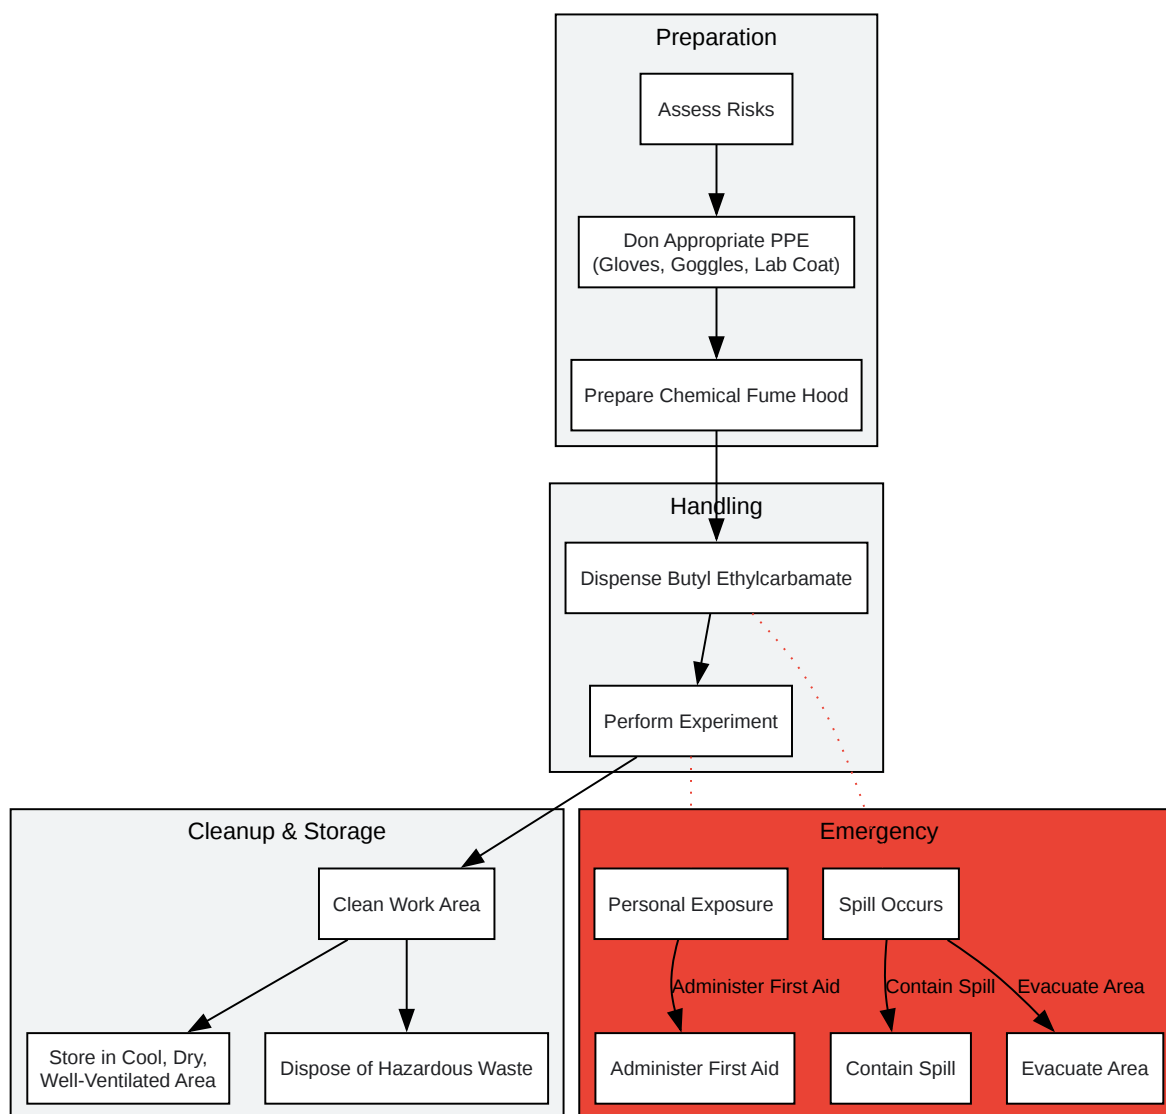 Preparation
Assess Risks
Don Appropriate PPE
(Gloves, Goggles, Lab Coat)
Prepare Chemical Fume Hood
Handling
Dispense Butyl Ethylcarbamate
Perform Experiment
Cleanup & Storage
Clean Work Area
Store in Cool, Dry,
Well-Ventilated Area
Dispose of Hazardous Waste
Emergency
Personal Exposure
Spill Occurs
Administer First Aid
Contain Spill
Evacuate Area
Administer First Aid
Contain Spill
Evacuate Area